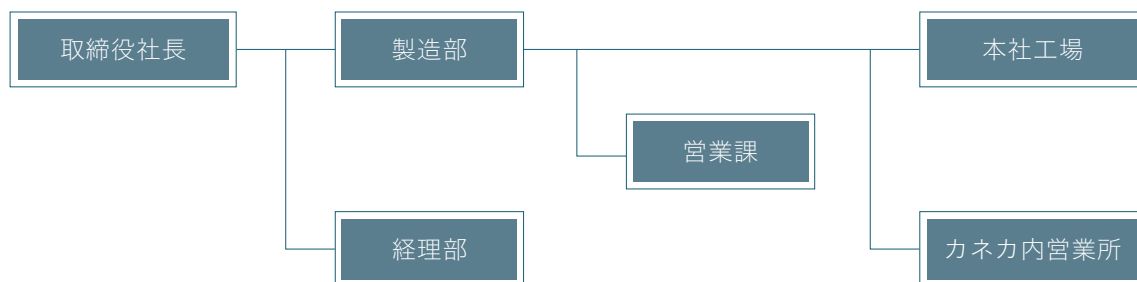 取締役社長
製造部
本社工場
営業課
経理部
カネカ内営業所